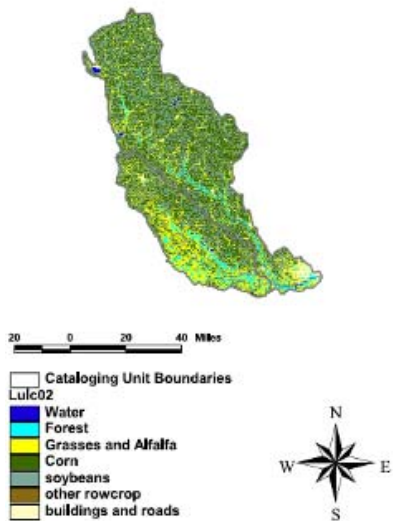 20 0 20 40 Miles
Cataloging Unit Boundaries
Lulc02
Water
Forest
Grasses and Alfalfa
Corn
soybeans
other rowcrop
buildings and roads
N
W E
S